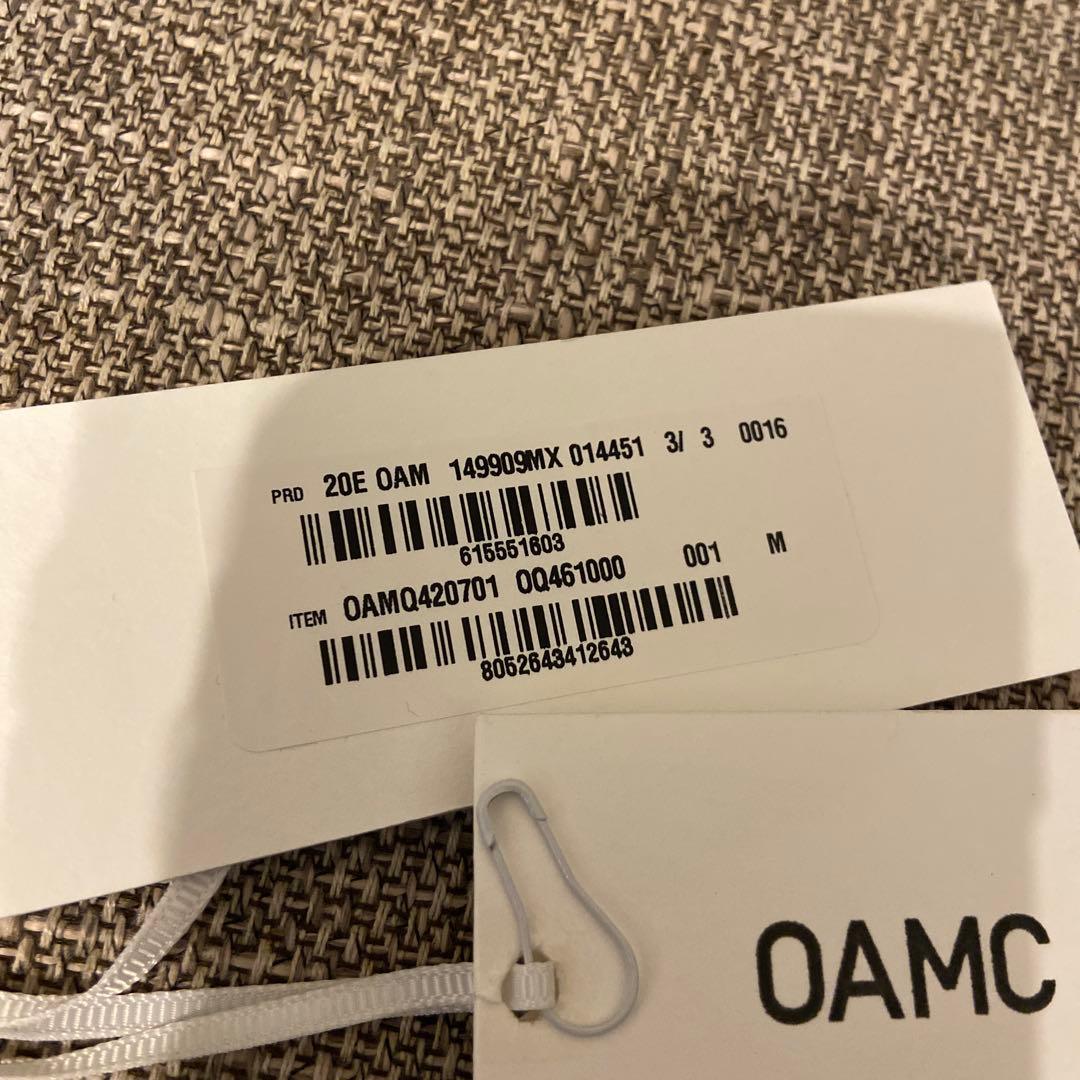 PRD 20E OAM 149909MX 014451 3/ 3 0016
615551603
ITEM OAMQ420701 OQ461000 001 M
8052643412643
OAMC